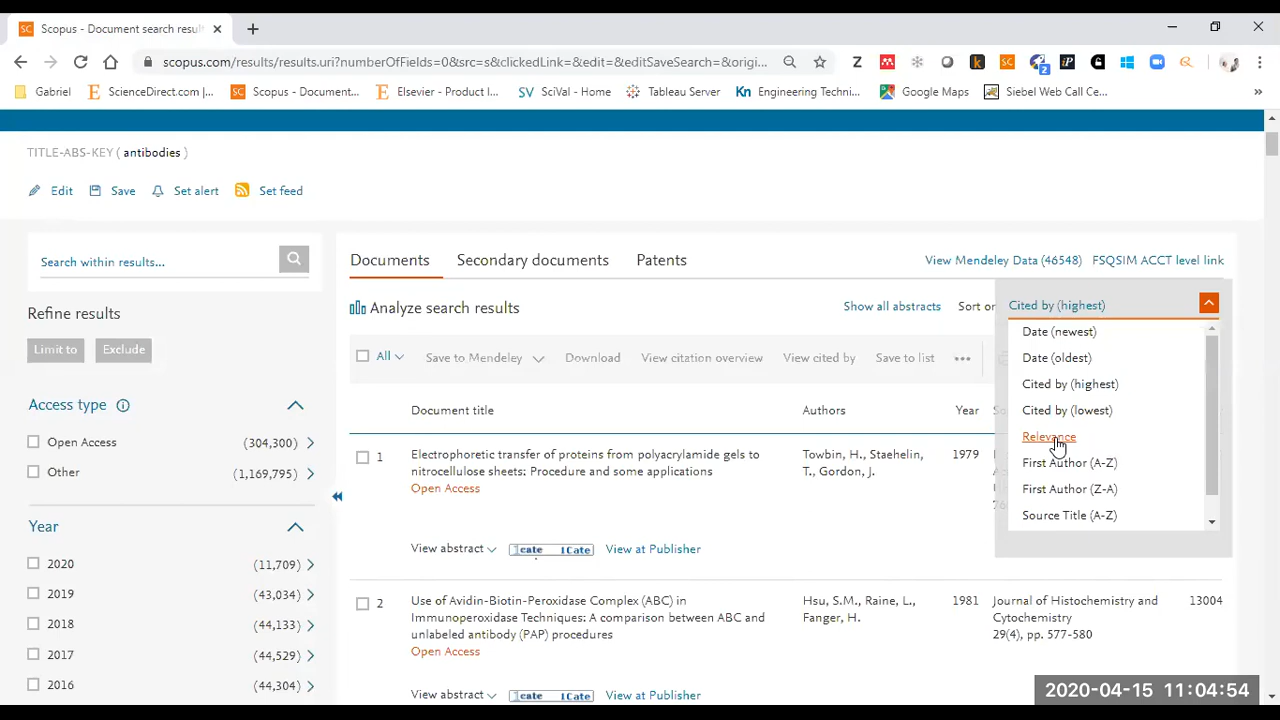 Scopus - Document search resul
scopus.com/results/results.uri?numberOfFields=0&src=s&clickedLink=&edit=&editSaveSearch=&origi...
Gabriel
ScienceDirect.com |...
Scopus - Document...
Elsevier - Product I...
SciVal - Home
Tableau Server
Engineering Techni...
Google Maps
Siebel Web Call Ce...
TITLE-ABS-KEY ( antibodies )
Edit
Save
Set alert
Set feed
Search within results...
Documents
Secondary documents
Patents
View Mendeley Data (46548)
FSQSIM ACCT level link
Refine results
Limit to
Exclude
Analyze search results
Show all abstracts
Sort on
Cited by (highest)
Date (newest)
Date (oldest)
Cited by (highest)
Cited by (lowest)
Relevance
First Author (A-Z)
First Author (Z-A)
Source Title (A-Z)
All
Save to Mendeley
Download
View citation overview
View cited by
Save to list
Access type
Open Access (304,300)
Other (1,169,795)
Year
2020 (11,709)
2019 (43,034)
2018 (44,133)
2017 (44,529)
2016 (44,304)
Document title
Authors
Year
1
Electrophoretic transfer of proteins from polyacrylamide gels to
nitrocellulose sheets: Procedure and some applications
Open Access
Towbin, H., Staehelin,
T., Gordon, J.
1979
View abstract
View at Publisher
2
Use of Avidin-Biotin-Peroxidase Complex (ABC) in
Immunoperoxidase Techniques: A comparison between ABC and
unlabeled antibody (PAP) procedures
Open Access
Hsu, S.M., Raine, L.,
Fanger, H.
1981
Journal of Histochemistry and
Cytochemistry
29(4), pp. 577-580
13004
View abstract
View at Publisher
2020-04-15 11:04:54